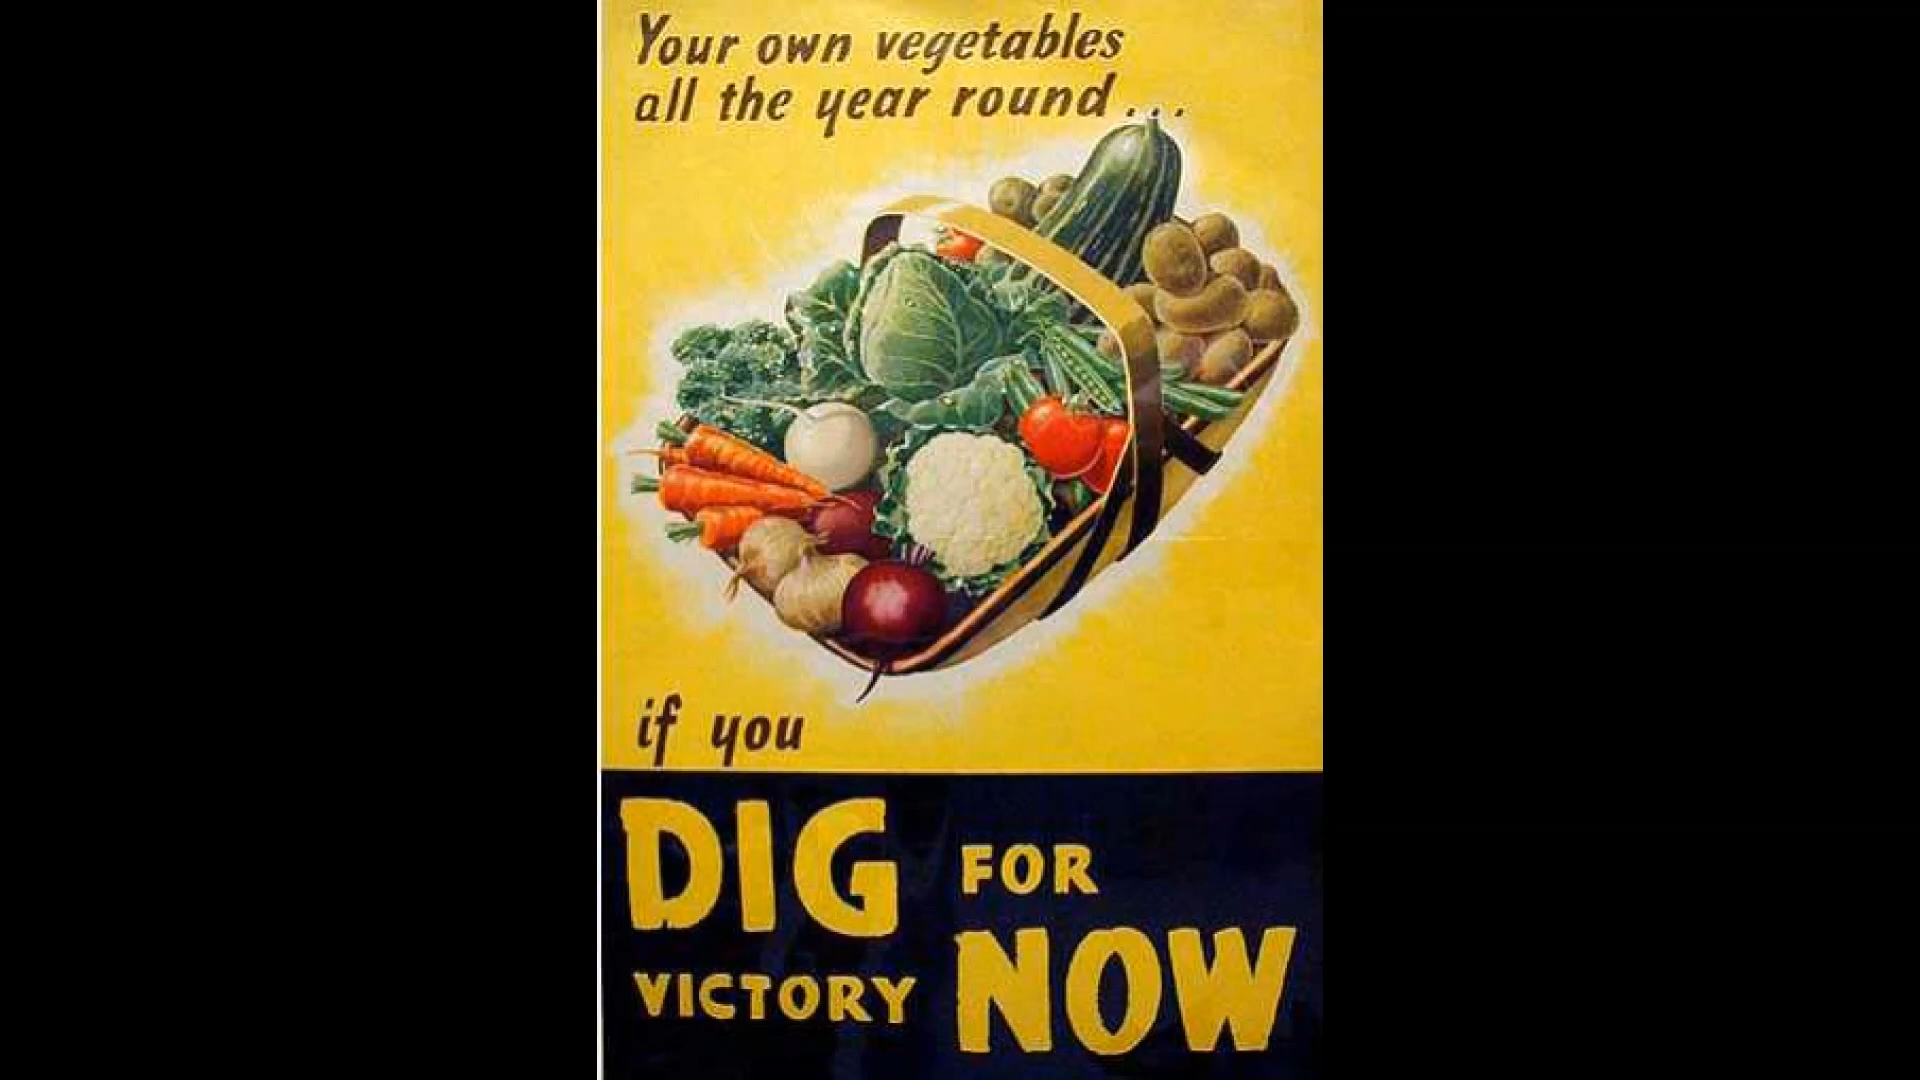 Your own vegetables
all the year round...
if you
DIG FOR
VICTORY NOW